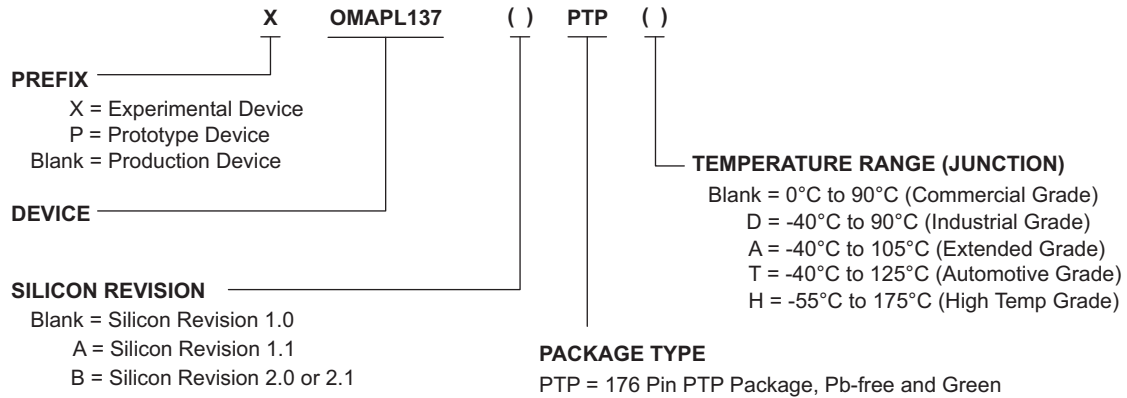 X OMAPL137 ( ) PTP ( )
PREFIX
X = Experimental Device
P = Prototype Device
Blank = Production Device
DEVICE
SILICON REVISION
Blank = Silicon Revision 1.0
A = Silicon Revision 1.1
B = Silicon Revision 2.0 or 2.1
TEMPERATURE RANGE (JUNCTION)
Blank = 0°C to 90°C (Commercial Grade)
D = -40°C to 90°C (Industrial Grade)
A = -40°C to 105°C (Extended Grade)
T = -40°C to 125°C (Automotive Grade)
H = -55°C to 175°C (High Temp Grade)
PACKAGE TYPE
PTP = 176 Pin PTP Package, Pb-free and Green